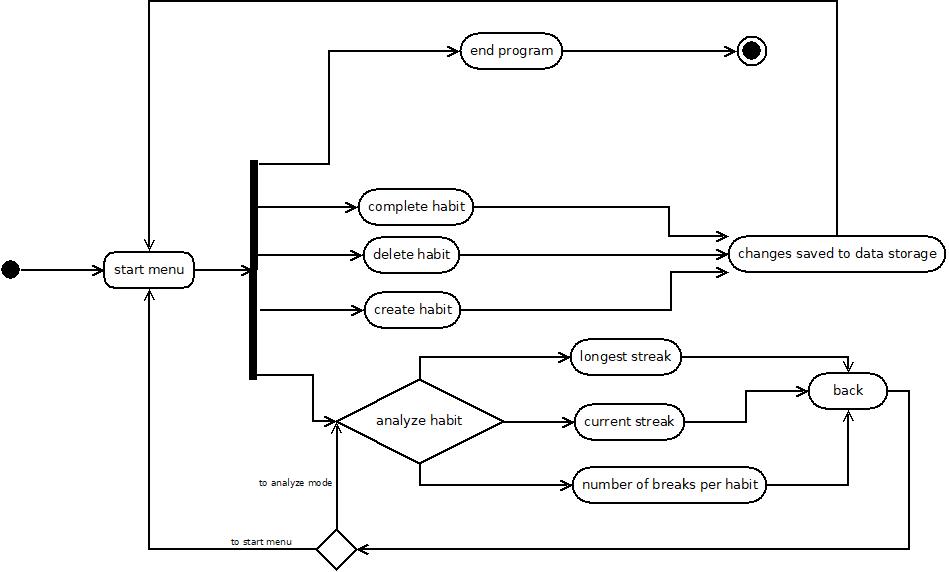 end program
complete habit
start menu
delete habit
changes saved to data storage
create habit
longest streak
back
analyze habit
current streak
to analyze mode
number of breaks per habit
to start menu